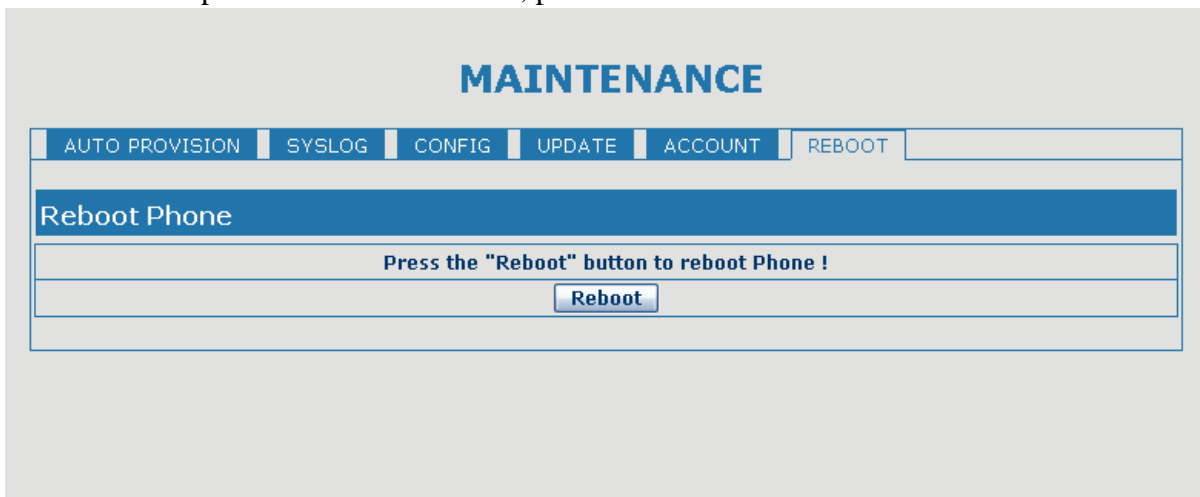 MAINTENANCE
AUTO PROVISION SYSLOG CONFIG UPDATE ACCOUNT REBOOT
Reboot Phone
Press the "Reboot" button to reboot Phone !
Reboot